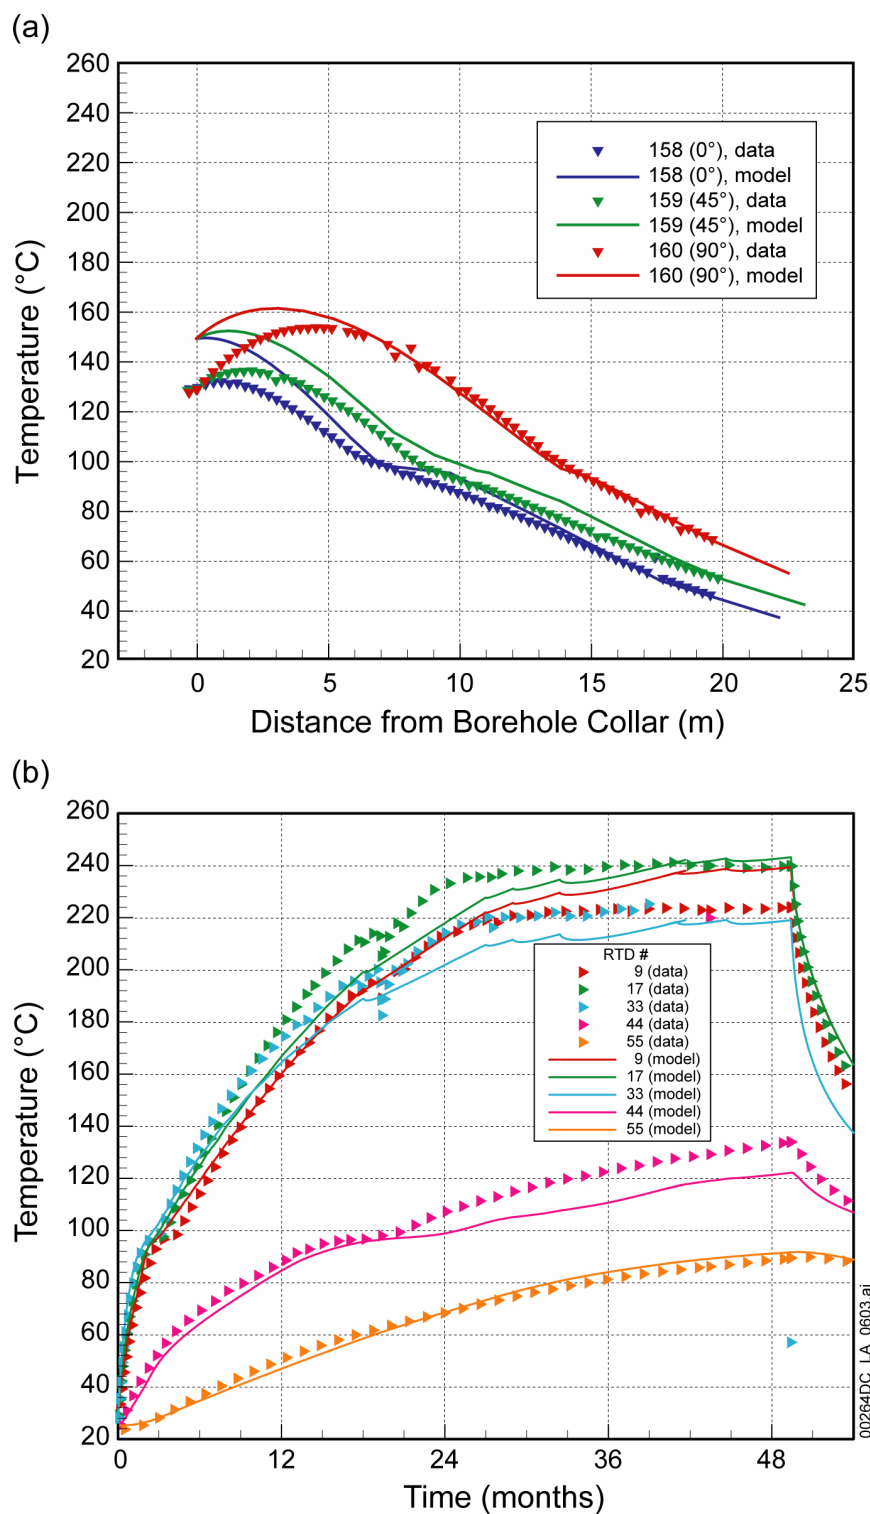 (a)
260
240
220
200
180
160
140
120
100
80
60
40
20
Temperature (°C)
158 (0°), data
158 (0°), model
159 (45°), data
159 (45°), model
160 (90°), data
160 (90°), model
0 5 10 15 20 25
Distance from Borehole Collar (m)
(b)
260
240
220
200
180
160
140
120
100
80
60
40
20
Temperature (°C)
RTD #
9 (data)
17 (data)
33 (data)
44 (data)
55 (data)
9 (model)
17 (model)
33 (model)
44 (model)
55 (model)
0 12 24 36 48
Time (months)
00264DC_LA_0603.ai